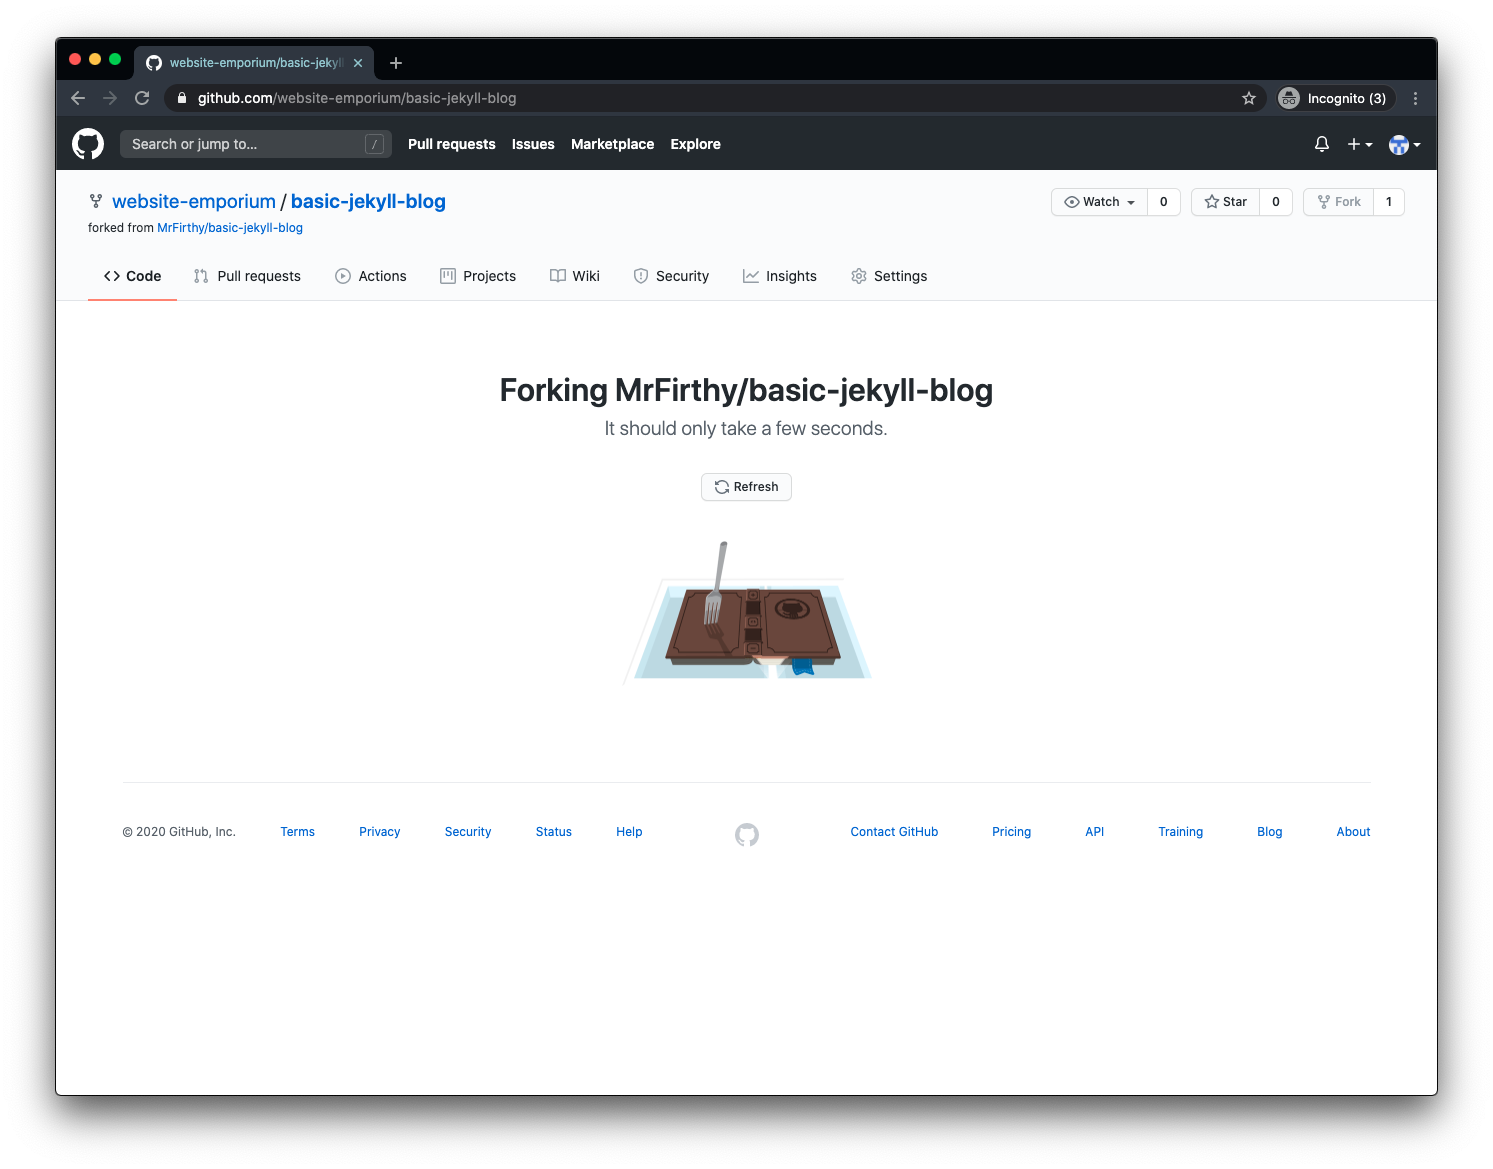 website-emporium/basic-jekyll
github.com/website-emporium/basic-jekyll-blog
Incognito (3)
Search or jump to...
/
Pull requests
Issues
Marketplace
Explore
website-emporium / basic-jekyll-blog
Watch
0
Star
0
Fork
1
forked from MrFirthy/basic-jekyll-blog
Code
Pull requests
Actions
Projects
Wiki
Security
Insights
Settings
Forking MrFirthy/basic-jekyll-blog
It should only take a few seconds.
Refresh
© 2020 GitHub, Inc.
Terms
Privacy
Security
Status
Help
Contact GitHub
Pricing
API
Training
Blog
About